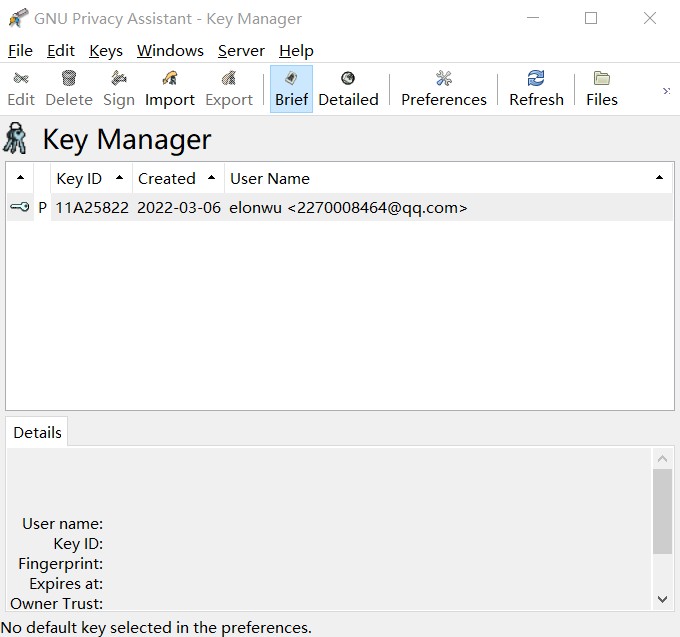 GNU Privacy Assistant - Key Manager
File Edit Keys Windows Server Help
Edit Delete Sign Import Export Brief Detailed Preferences Refresh Files
Key Manager
Key ID Created User Name
P 11A25822 2022-03-06 elonwu <2270008464@qq.com>
Details
User name:
Key ID:
Fingerprint:
Expires at:
Owner Trust:
No default key selected in the preferences.